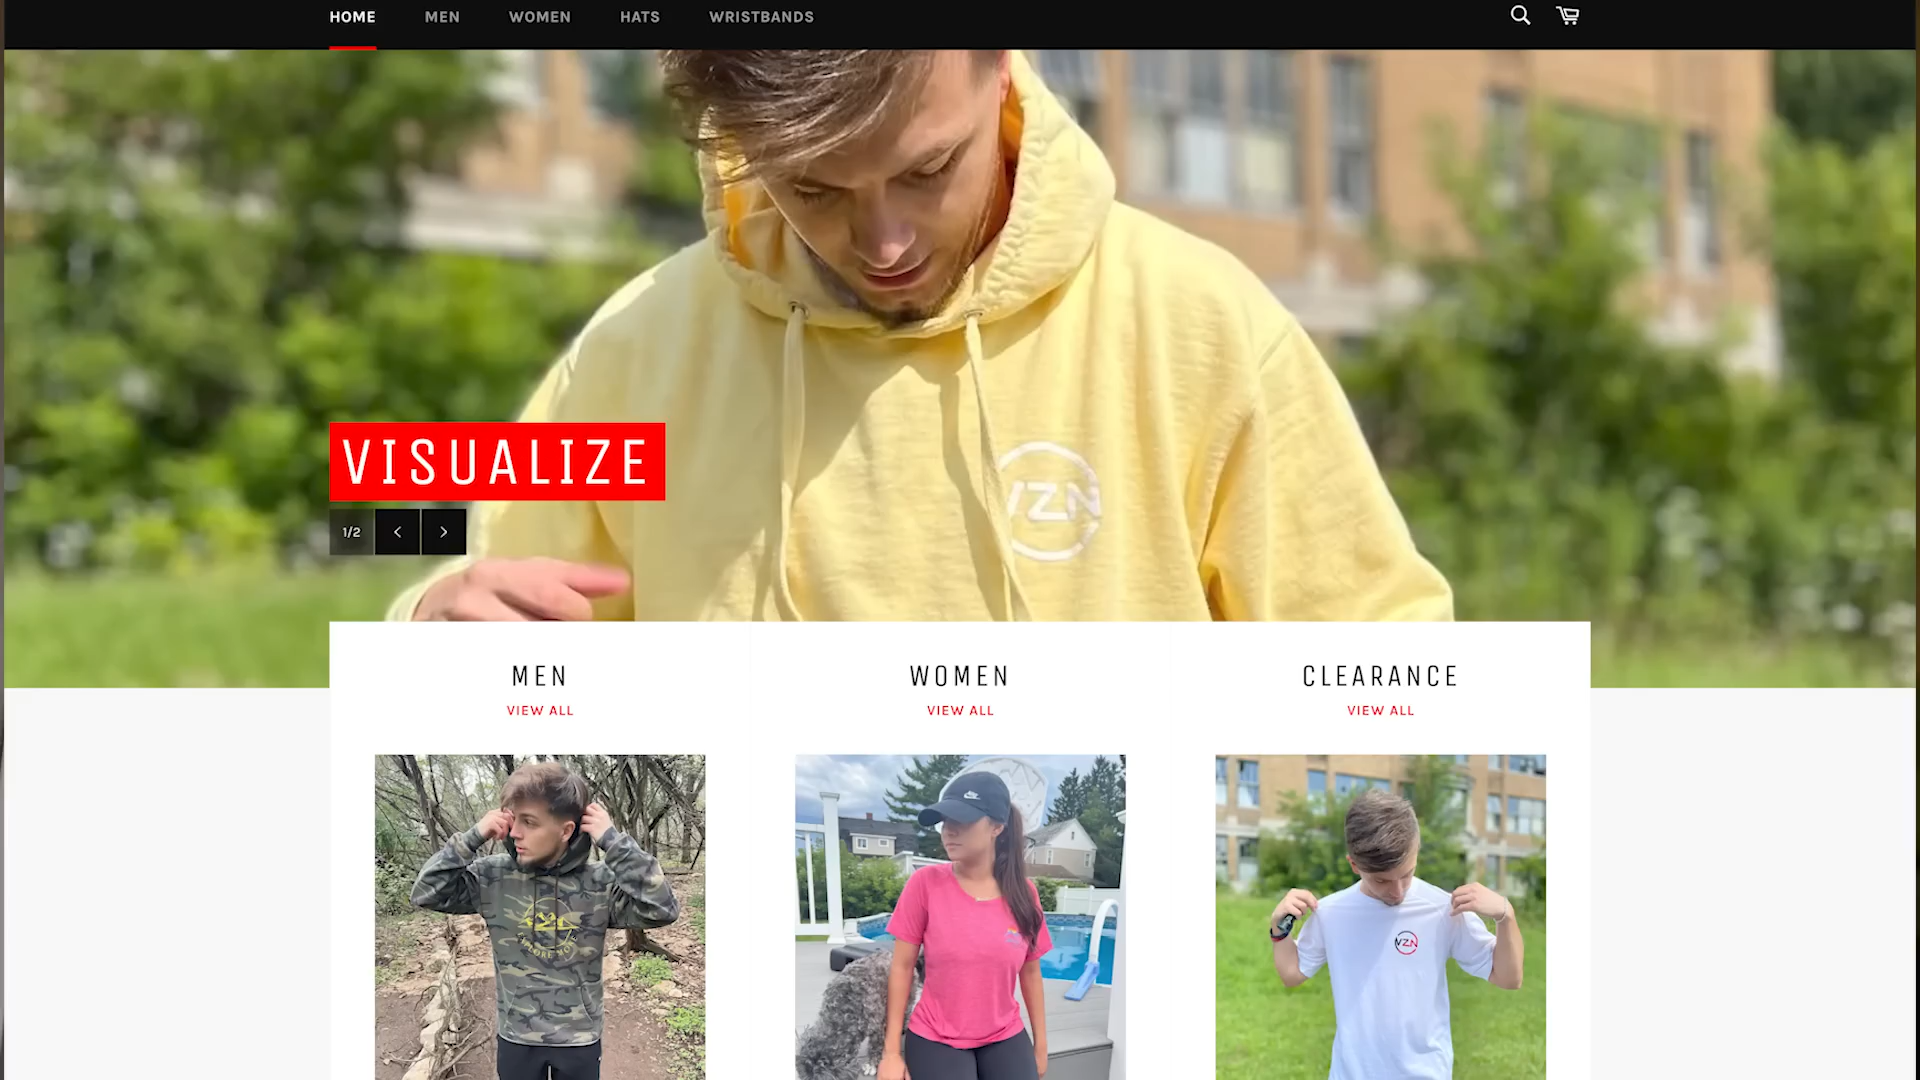 HOME MEN WOMEN HATS WRISTBANDS
VISUALIZE
1/2
VZN
MEN WOMEN CLEARANCE
VIEW ALL VIEW ALL VIEW ALL
VZN